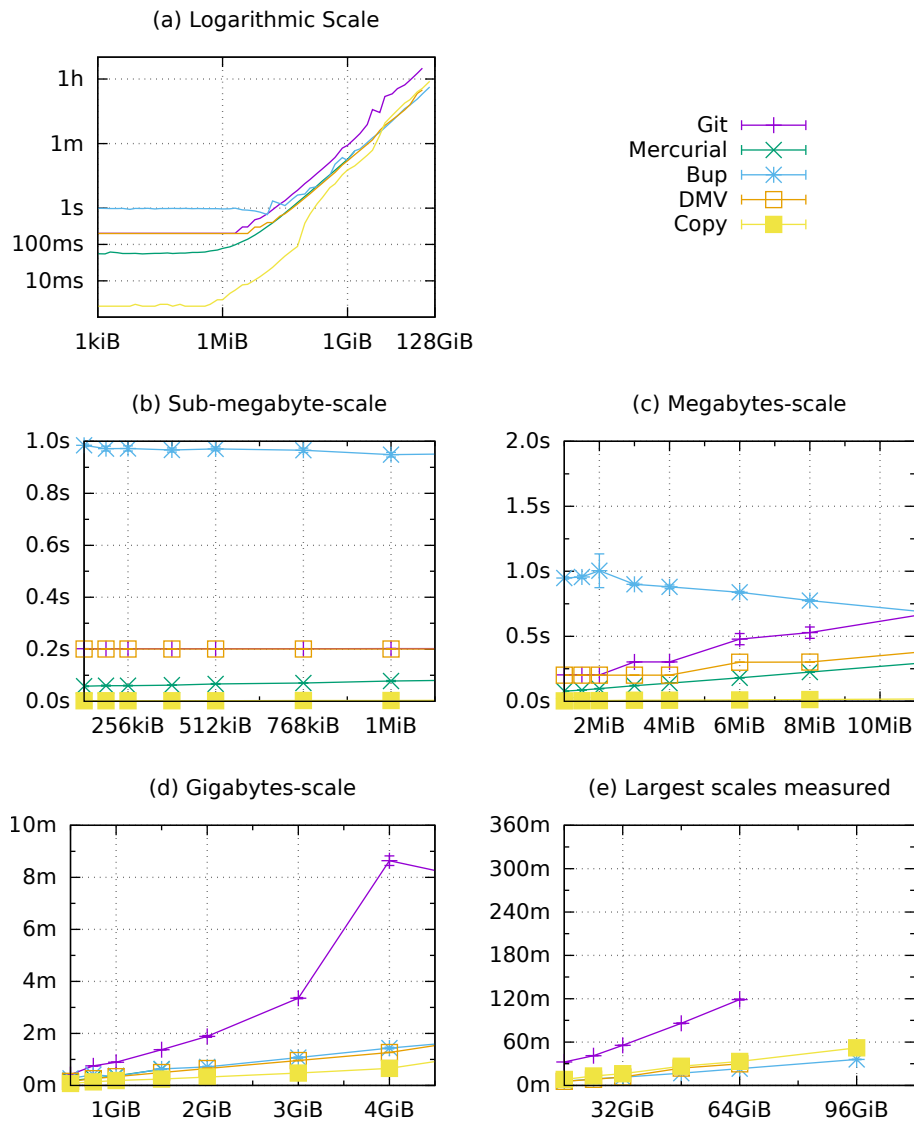 (a) Logarithmic Scale
1h
1m
1s
100ms
10ms
1kiB 1MiB 1GiB 128GiB
Git
Mercurial
Bup
DMV
Copy
(b) Sub-megabyte-scale
1.0s
0.8s
0.6s
0.4s
0.2s
0.0s
256kiB 512kiB 768kiB 1MiB
(c) Megabytes-scale
2.0s
1.5s
1.0s
0.5s
0.0s
2MiB 4MiB 6MiB 8MiB 10MiB
(d) Gigabytes-scale
10m
8m
6m
4m
2m
0m
1GiB 2GiB 3GiB 4GiB
(e) Largest scales measured
360m
300m
240m
180m
120m
60m
0m
32GiB 64GiB 96GiB